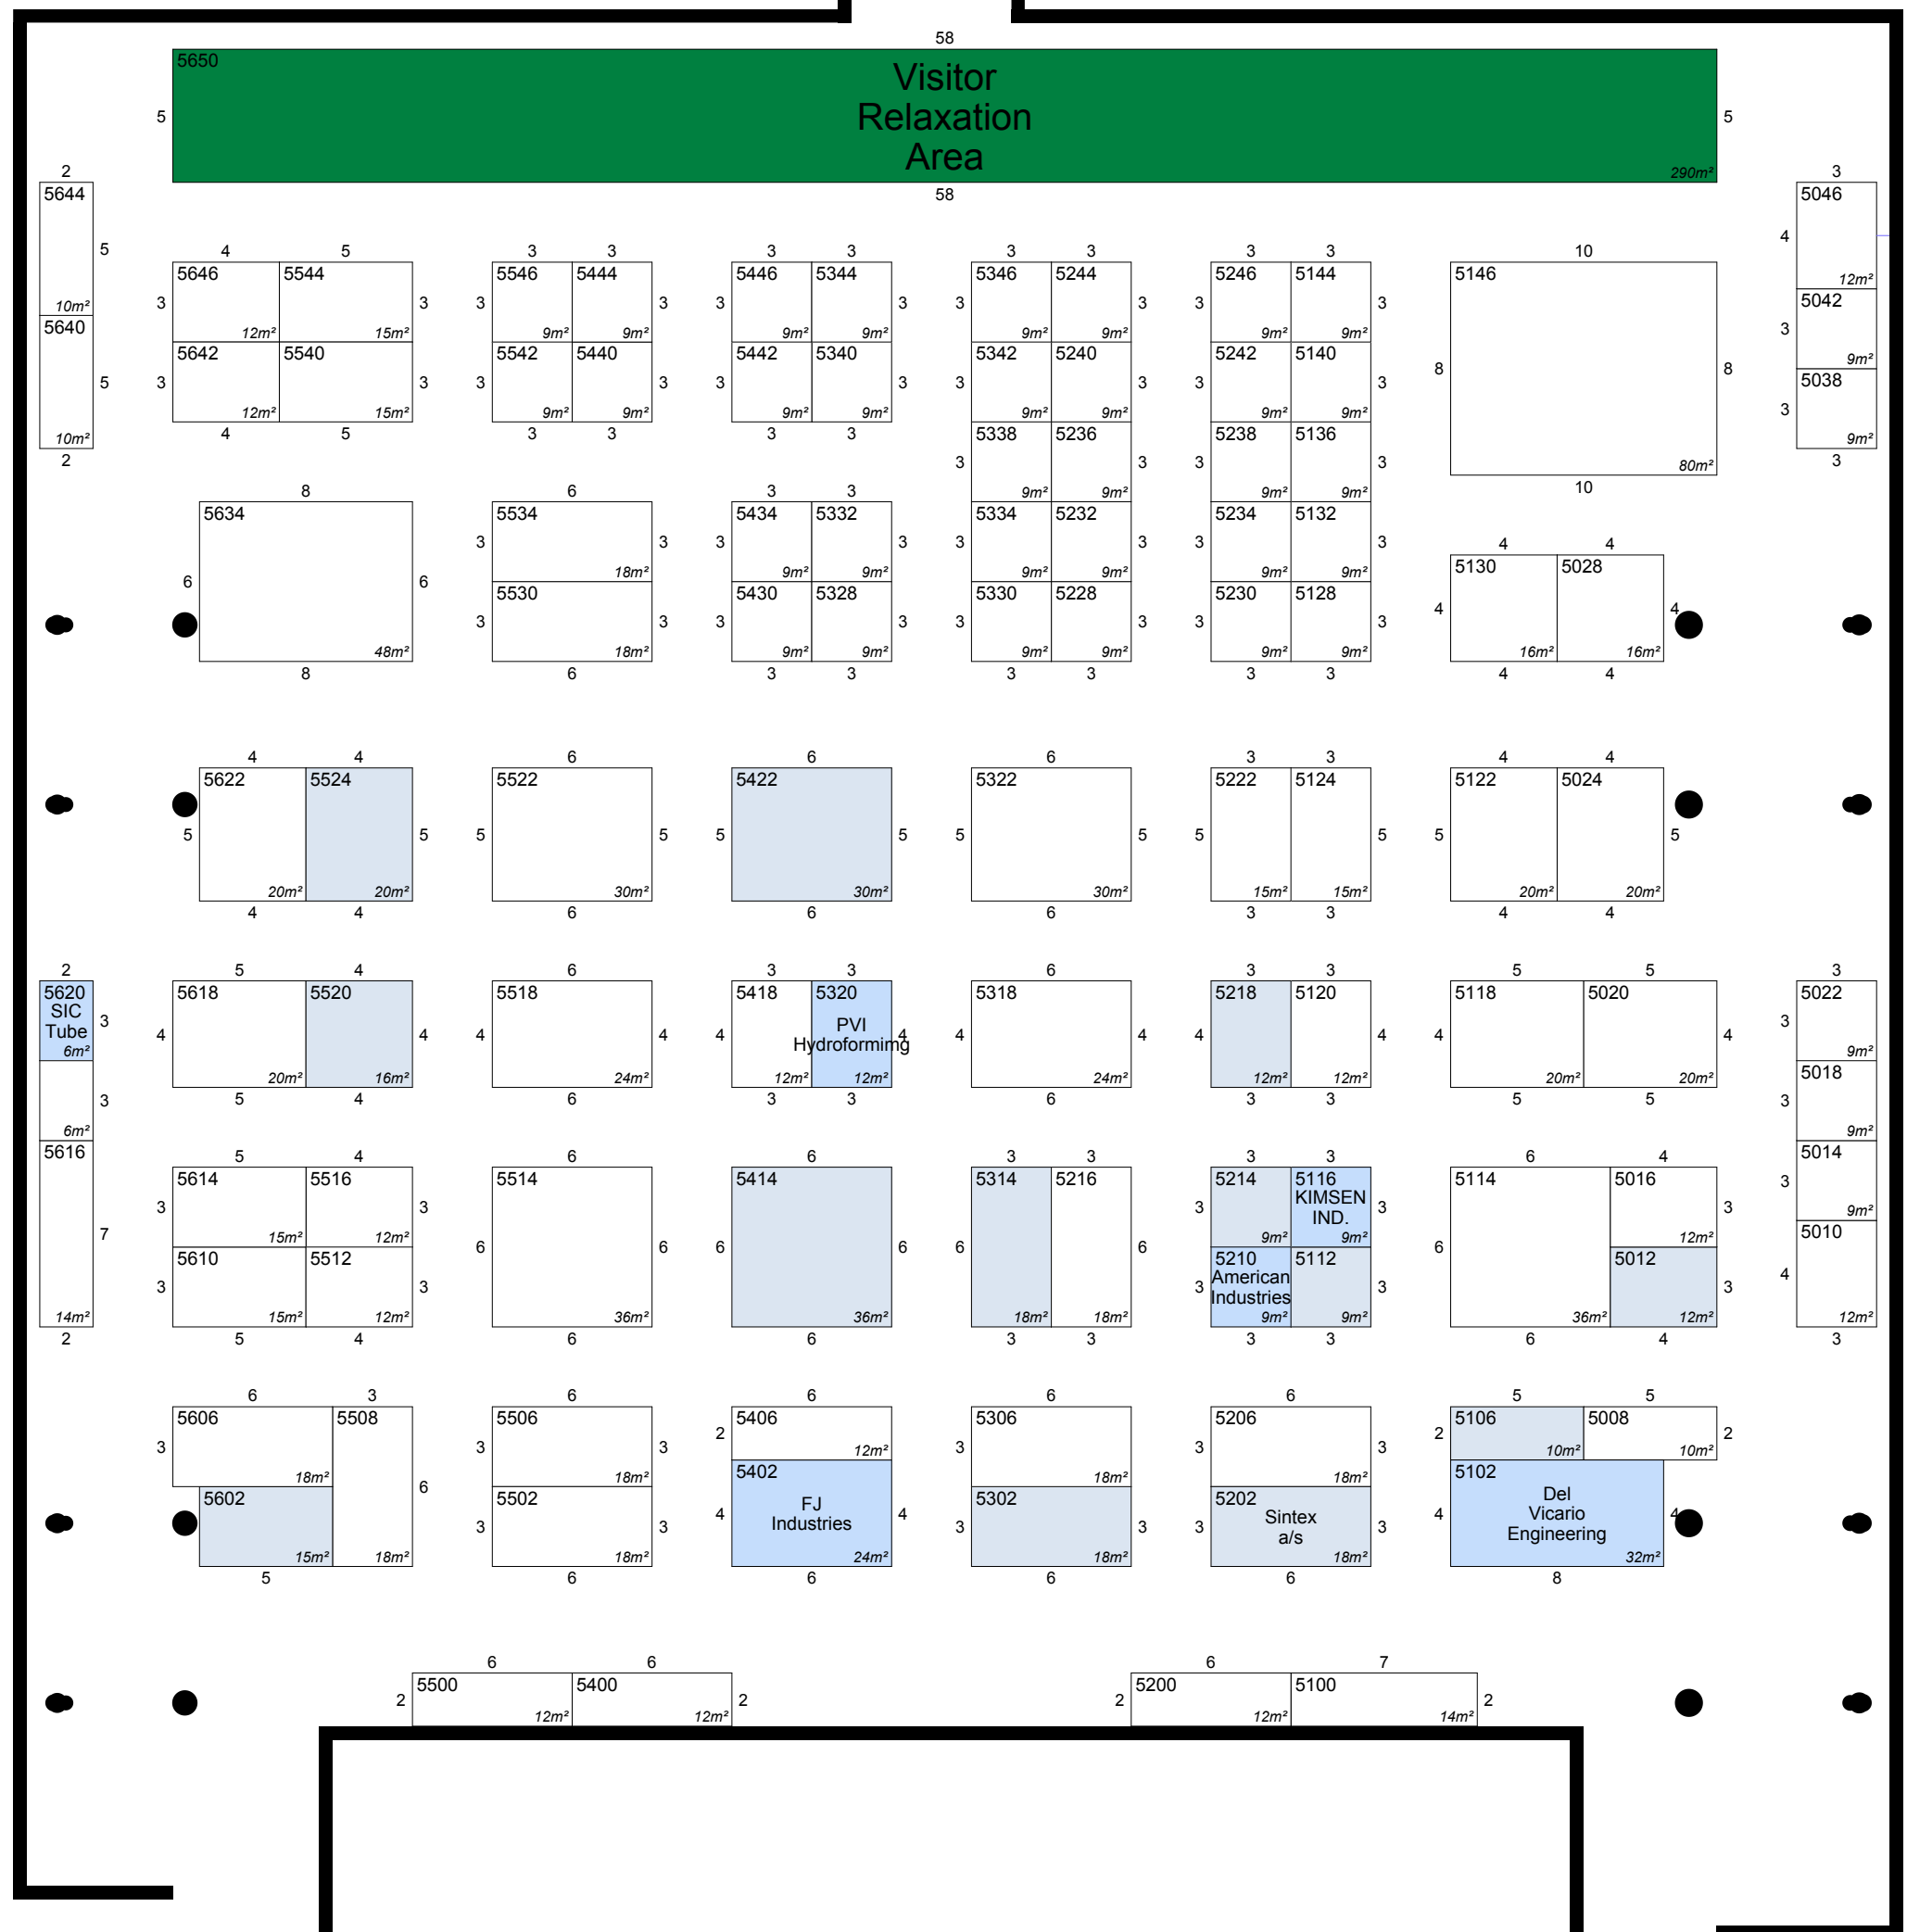 58
5650
Visitor
Relaxation
Area
5 5
290m²
58
2 3
5644 5046
5 4
10m² 12m²
5640 5042
5 3
10m² 9m²
2 5038
3
9m²
3
4 5 3 3 3 3 3 3 3 3 10
5646 5544 5546 5444 5446 5344 5346 5244 5246 5144 5146
3 3 3 3 3 3 3 3 3 3
12m² 15m² 9m² 9m² 9m² 9m² 9m² 9m² 9m² 9m²
5642 5540 5542 5440 5442 5340 5342 5240 5242 5140
3 3 3 3 3 3 3 3 3 3 8 8
12m² 15m² 9m² 9m² 9m² 9m² 9m² 9m² 9m² 9m²
4 5 3 3 3 3 5338 5236 5238 5136
3 3 3 3
9m² 9m² 9m² 9m² 80m²
10
8 6 3 3
5634 5534 5434 5332 5334 5232 5234 5132
3 3 3 3 3 3 3 3 4 4
18m² 9m² 9m² 9m² 9m² 9m² 9m² 5130 5028
6 6 5530 5430 5328 5330 5228 5230 5128
3 3 3 3 3 3 3 3 4 4
48m² 18m² 9m² 9m² 9m² 9m² 9m² 9m² 16m² 16m²
8 6 3 3 3 3 3 3 4 4
4 4 6 6 6 3 3 4 4
5622 5524 5522 5422 5322 5222 5124 5122 5024
5 5 5 5 5 5 5 5 5 5 5 5
20m² 20m² 30m² 30m² 30m² 15m² 15m² 20m² 20m²
4 4 6 6 6 3 3 4 4
2 5 4 6 3 3 6 3 3 5 5 3
5620 5618 5520 5518 5418 5320 5318 5218 5120 5118 5020 5022
SIC
Tube
3 3
6m² 9m²
PVI
Hydroformimg
4 4 4 4 4 4 4 4 4 4 4 4
20m² 16m² 24m² 12m² 12m² 24m² 12m² 12m² 20m² 20m²
5 4 6 3 3 6 3 3 5 5
5018
3 3
6m² 9m²
5616 5014
3
9m²
5010
7 4
14m² 12m²
2 3
5 4 6 6 3 3 3 3 6 4
5614 5516 5514 5414 5314 5216 5214 5116 5114 5016
KIMSEN
IND.
3 3 3 3 3
15m² 12m² 9m² 9m² 12m²
6 6 6 6 6 6 6
5610 5512 5210 5112 5012
American
Industries
3 3 3 3 3
15m² 12m² 36m² 36m² 18m² 18m² 9m² 9m² 36m² 12m²
5 4 6 6 3 3 3 3 6 4
6 3 6 6 6 6 5 5
5606 5508 5506 5406 5306 5206 5106 5008
3 3 3 2 3 3 3 2 2
18m² 18m² 12m² 18m² 18m² 10m² 10m²
6
5602 5502 5402 5302 5202 5102
FJ
Industries
Sintex
a/s
Del
Vicario
Engineering
3 3 4 4 3 3 3 3 4 4
15m² 18m² 18m² 24m² 18m² 18m² 32m²
5 6 6 6 6 8
6 6 6 7
5500 5400 5200 5100
2 2 2 2
12m² 12m² 12m² 14m²